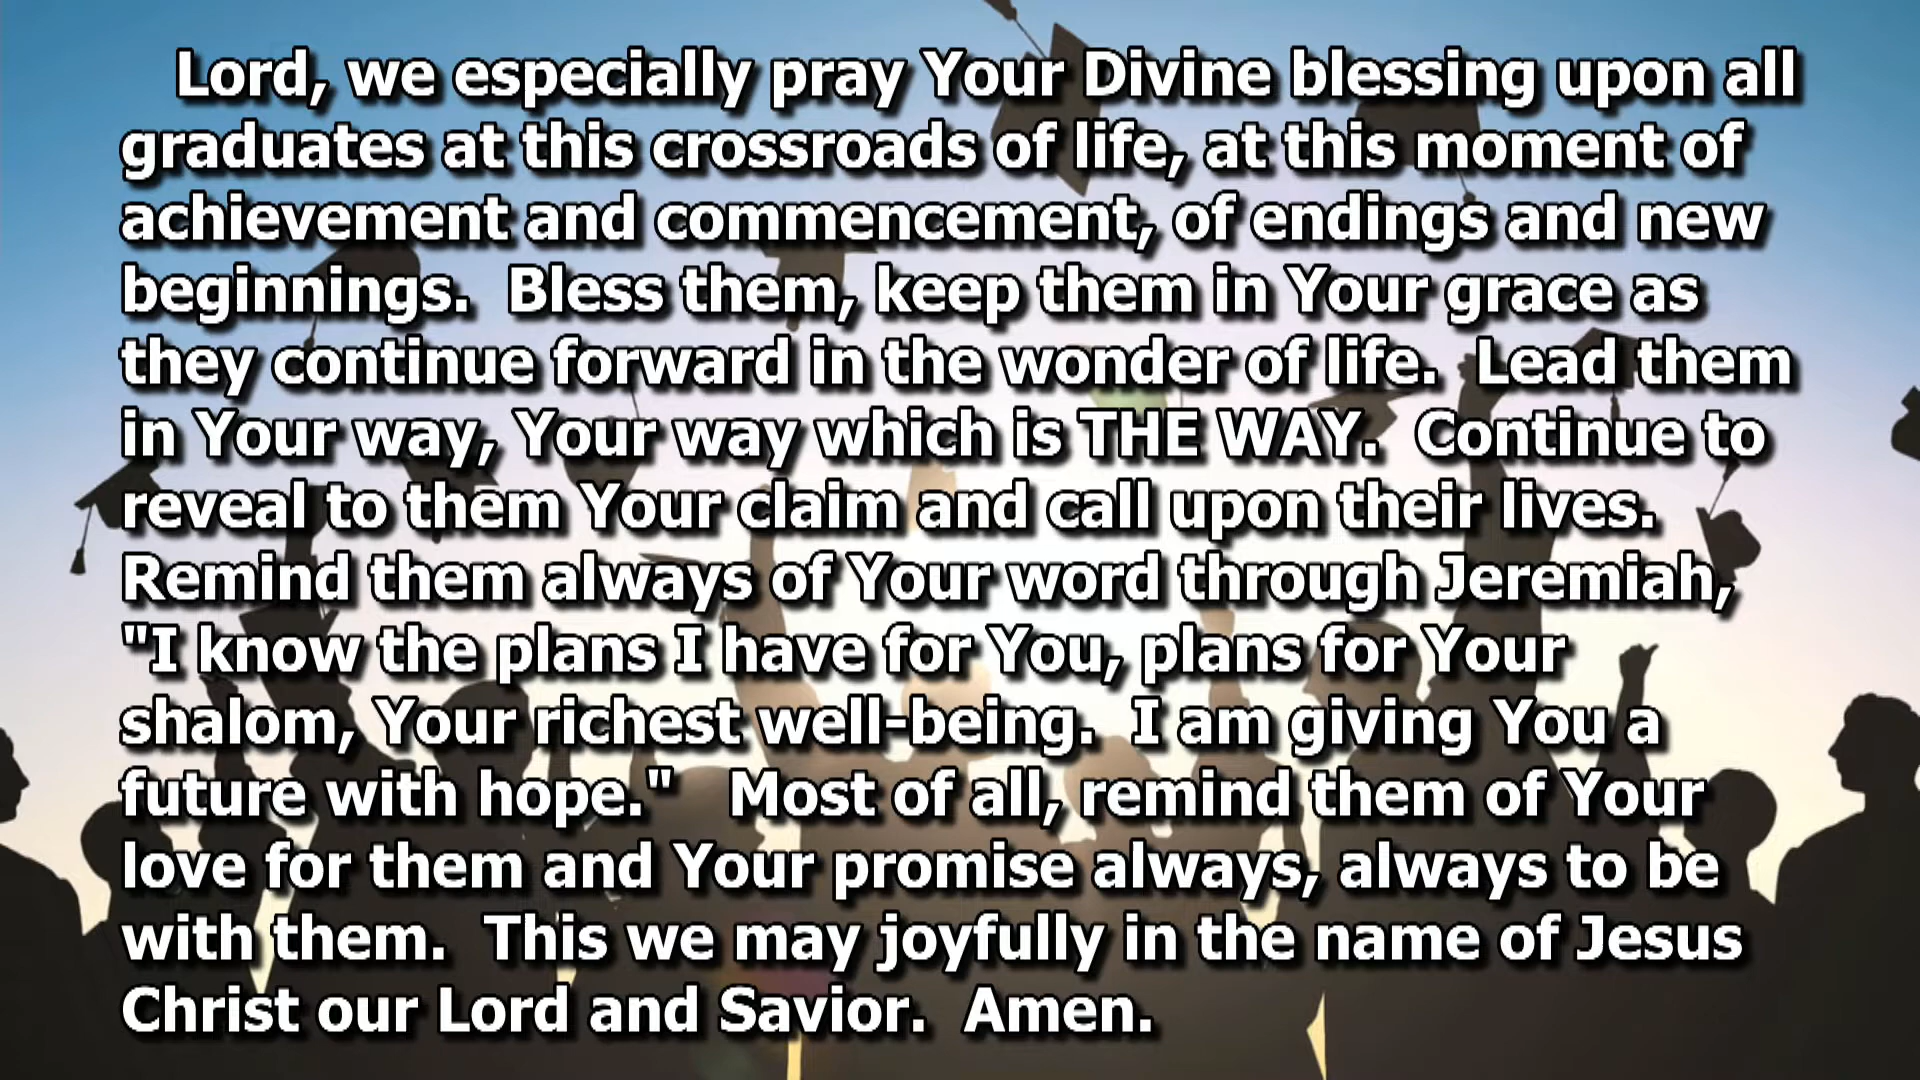 Lord, we especially pray Your Divine blessing upon all
graduates at this crossroads of life, at this moment of
achievement and commencement, of endings and new
beginnings.  Bless them, keep them in Your grace as
they continue forward in the wonder of life.  Lead them
in Your way, Your way which is THE WAY.  Continue to
reveal to them Your claim and call upon their lives.
Remind them always of Your word through Jeremiah,
"I know the plans I have for You, plans for Your
shalom, Your richest well-being.  I am giving You a
future with hope."   Most of all, remind them of Your
love for them and Your promise always, always to be
with them.  This we may joyfully in the name of Jesus
Christ our Lord and Savior.  Amen.